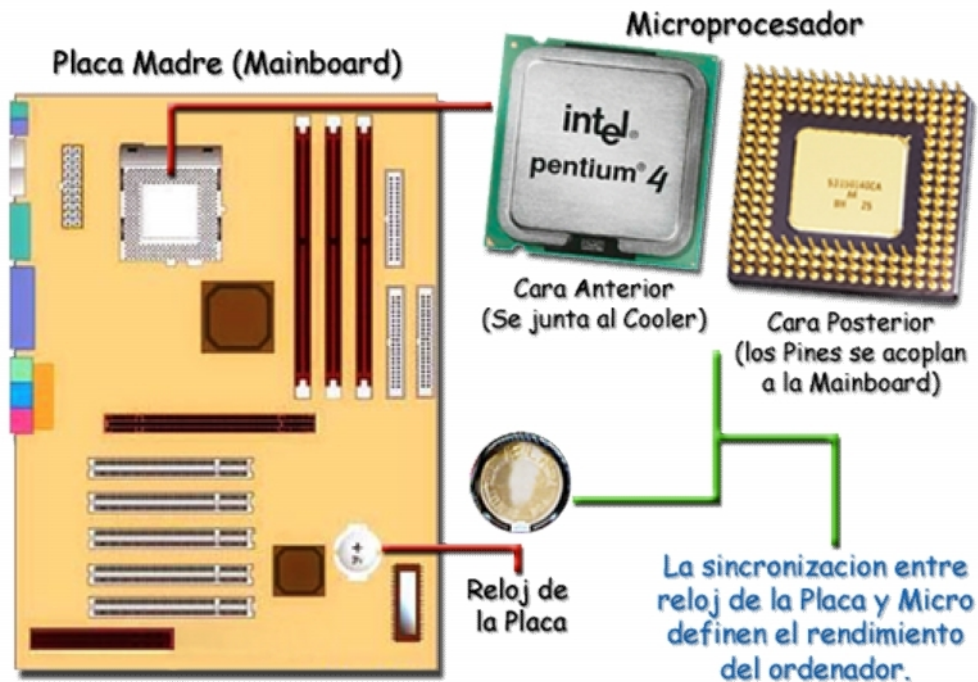 Microprocesador
Placa Madre (Mainboard)
intel.
pentium® 4
Cara Anterior
(Se junta al Cooler)
Cara Posterior
(los Pines se acoplan
a la Mainboard)
Reloj de
la Placa
La sincronizacion entre
reloj de la Placa y Micro
definen el rendimiento
del ordenador.